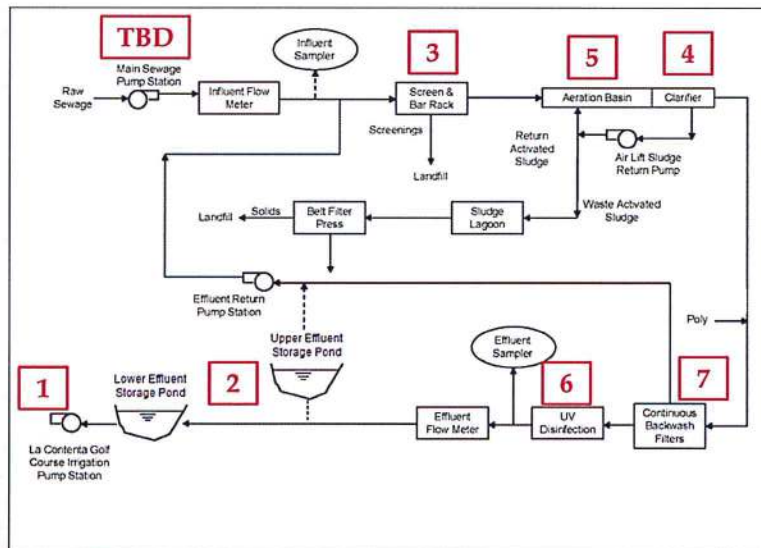 TBD
Main Sewage
Pump Station
Raw
Sewage
Influent Flow
Meter
Influent
Sampler
3
Screen &
Bar Rack
Screenings
Landfill
5
4
Aeration Basin
Clarifier
Return
Activated
Sludge
Air Lift Sludge
Return Pump
Waste Activated
Sludge
Sludge
Lagoon
Belt Filter
Press
Solids
Landfill
Effluent Return
Pump Station
Poly
Upper Effluent
Storage Pond
Effluent
Sampler
1
Lower Effluent
Storage Pond
2
6
7
La Contenta Golf
Course Irrigation
Pump Station
Effluent
Flow Meter
UV
Disinfection
Continuous
Backwash
Filters